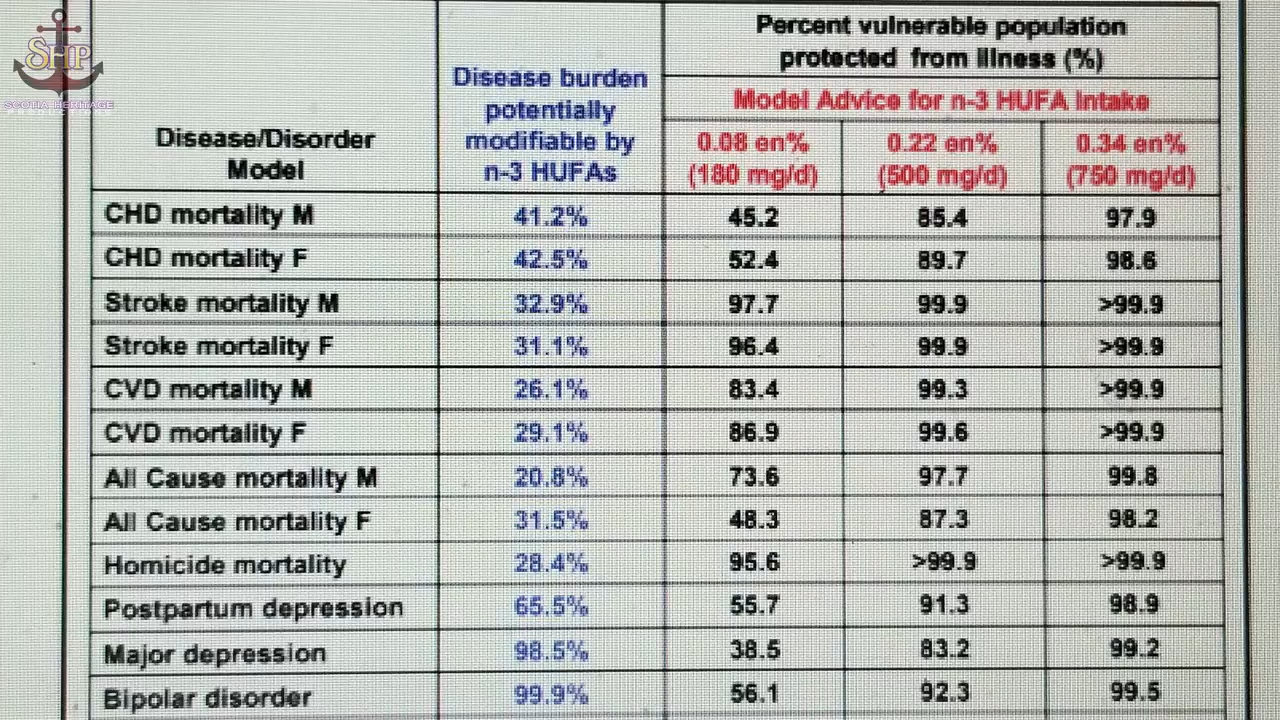 SHP
SCOTIA HERITAGE
Percent vulnerable population
protected from Illness (%)
Disease burden
potentially
modifiable by
n-3 HUFAs
Model Advice for n-3 HUFA Intake
Disease/Disorder
Model
0.08 en% 0.22 en% 0.34 en%
(180 mg/d) (500 mg/d) (750 mg/d)
CHD mortality M 41.2% 45.2 85.4 97.9
CHD mortality F 42.5% 52.4 89.7 98.6
Stroke mortality M 32.9% 97.7 99.9 >99.9
Stroke mortality F 31.1% 96.4 99.9 >99.9
CVD mortality M 26.1% 83.4 99.3 >99.9
CVD mortality F 29.1% 86.9 99.6 >99.9
All Cause mortality M 20.8% 73.6 97.7 99.8
All Cause mortality F 31.5% 48.3 87.3 98.2
Homicide mortality 28.4% 95.6 >99.9 >99.9
Postpartum depression 65.5% 55.7 91.3 98.9
Major depression 98.5% 38.5 83.2 99.2
Bipolar disorder 99.9% 56.1 92.3 99.5